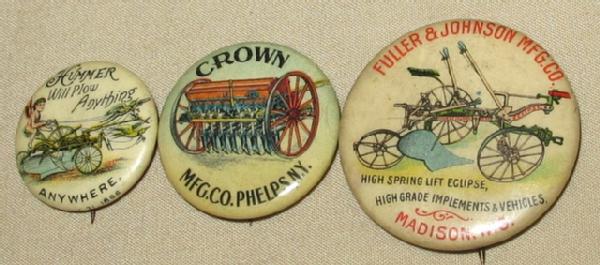 Hummer
Will Plow
Anything
ANYWHERE.
CROWN
MFG.CO. PHELPS.N.Y.
FULLER & JOHNSON MFG.CO.
HIGH SPRING LIFT ECLIPSE,
HIGH GRADE IMPLEMENTS & VEHICLES.
MADISON. WIS.